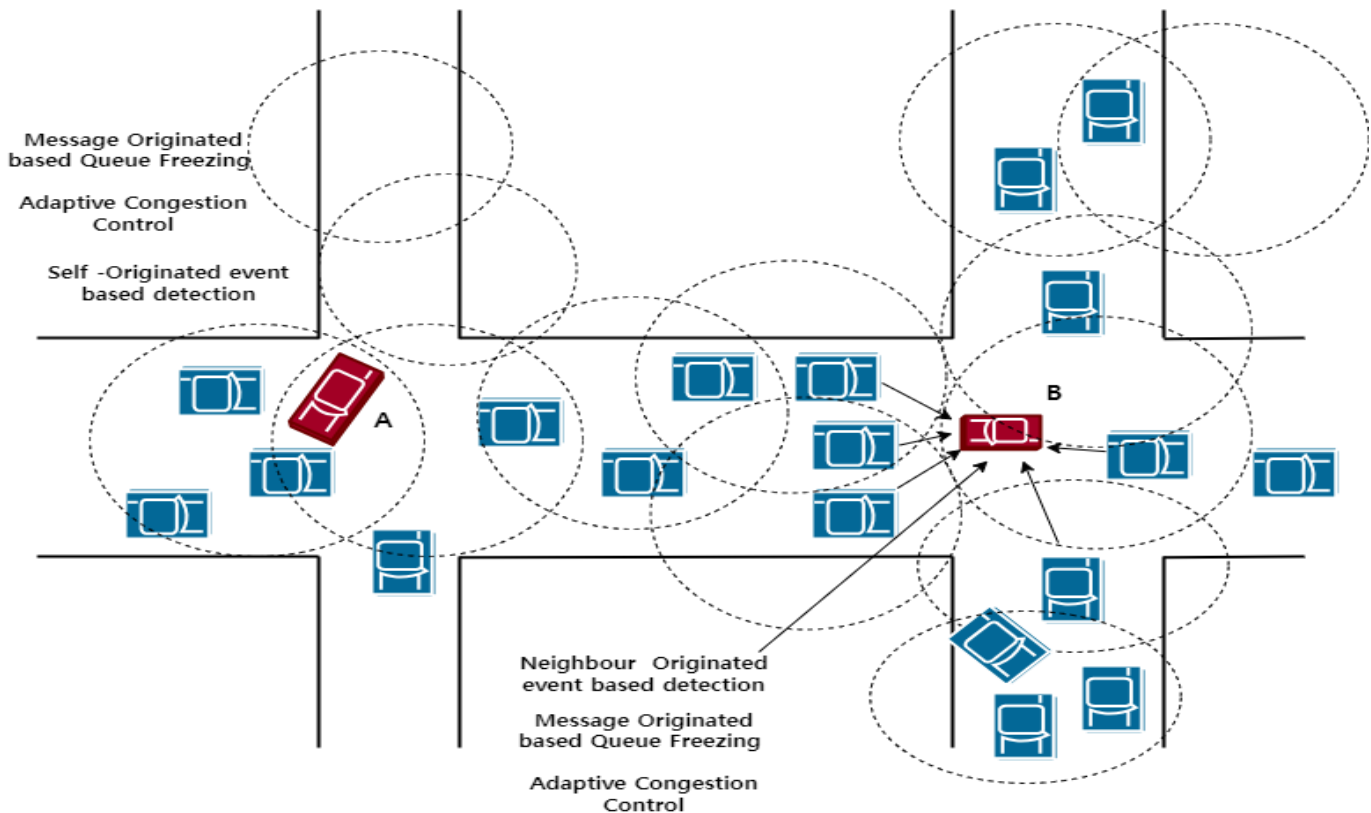 Message Originated
based Queue Freezing
Adaptive Congestion
Control
Self -Originated event
based detection
A
B
Neighbour Originated
event based detection
Message Originated
based Queue Freezing
Adaptive Congestion
Control